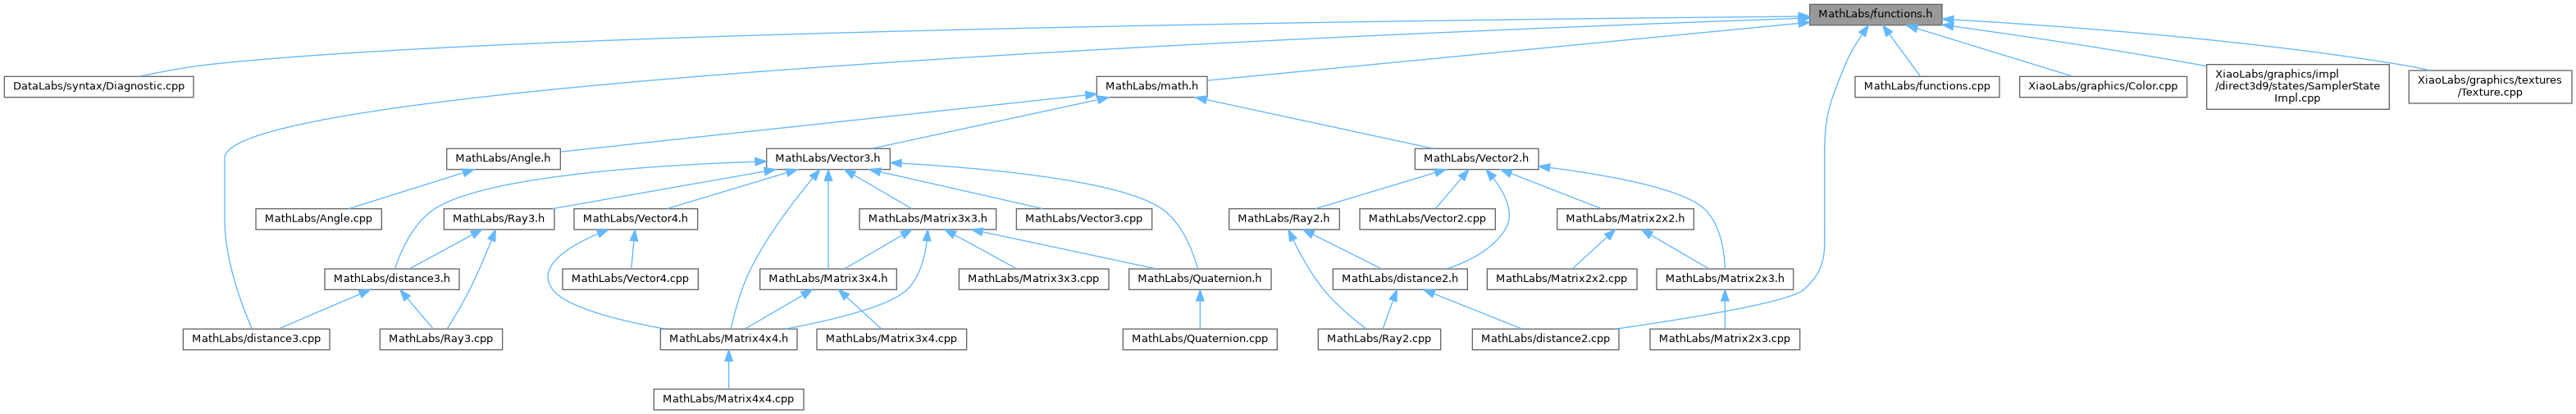 MathLabs/functions.h
DataLabs/syntax/Diagnostic.cpp
MathLabs/math.h
MathLabs/functions.cpp
XiaoLabs/graphics/Color.cpp
XiaoLabs/graphics/impl
/direct3d9/states/SamplerState
Impl.cpp
XiaoLabs/graphics/textures
/Texture.cpp
MathLabs/Angle.h
MathLabs/Vector3.h
MathLabs/Vector2.h
MathLabs/Angle.cpp
MathLabs/Ray3.h
MathLabs/Vector4.h
MathLabs/Matrix3x3.h
MathLabs/Vector3.cpp
MathLabs/Ray2.h
MathLabs/Vector2.cpp
MathLabs/Matrix2x2.h
MathLabs/distance3.h
MathLabs/Vector4.cpp
MathLabs/Matrix3x4.h
MathLabs/Matrix3x3.cpp
MathLabs/Quaternion.h
MathLabs/distance2.h
MathLabs/Matrix2x2.cpp
MathLabs/Matrix2x3.h
MathLabs/distance3.cpp
MathLabs/Ray3.cpp
MathLabs/Matrix4x4.h
MathLabs/Matrix3x4.cpp
MathLabs/Quaternion.cpp
MathLabs/Ray2.cpp
MathLabs/distance2.cpp
MathLabs/Matrix2x3.cpp
MathLabs/Matrix4x4.cpp